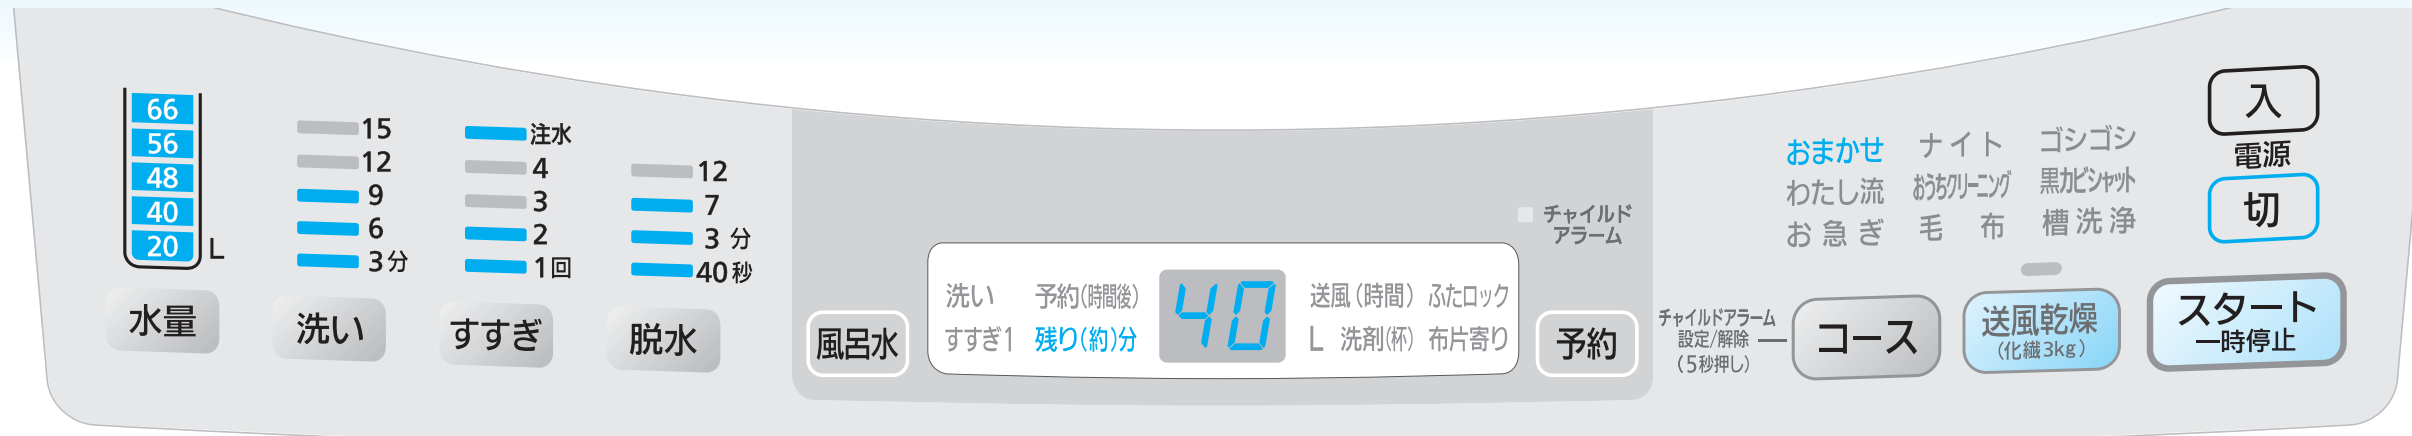 66
56
48
40
20 L
水量
15
12
9
6
3分
洗い
注水
4
3
2
1回
すすぎ
12
7
3 分
40秒
脱水
風呂水
洗い 予約(時間後)
すすぎ1 残り(約)分
40
送風(時間) ふたロック
L 洗剤(杯) 布片寄り
チャイルド
アラーム
予約
チャイルドアラーム
設定/解除
(5秒押し)
おまかせ ナイト ゴシゴシ
わたし流 おうちクリーニング 黒カビシャット
お急ぎ 毛布 槽洗浄
コース
送風乾燥
(化繊3kg)
入
電源
切
スタート
一時停止